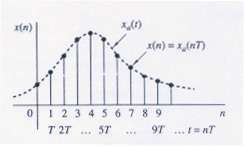 x(n)
xₐ(t)
x(n) = xₐ(nT)
0 1 2 3 4 5 6 7 8 9 n
T 2T ... 5T ... 9T ... t = nT